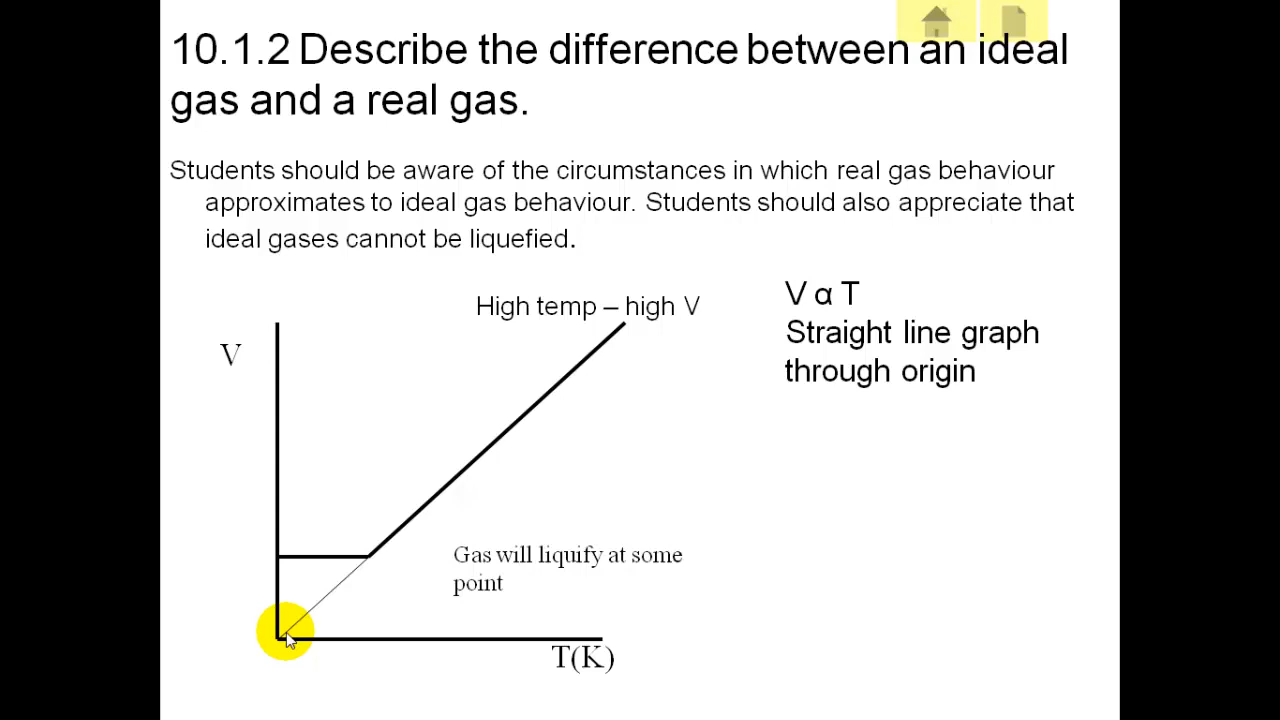 10.1.2 Describe the difference between an ideal
gas and a real gas.
Students should be aware of the circumstances in which real gas behaviour
approximates to ideal gas behaviour. Students should also appreciate that
ideal gases cannot be liquefied.
High temp – high V
V α T
Straight line graph
through origin
V
Gas will liquify at some
point
T(K)